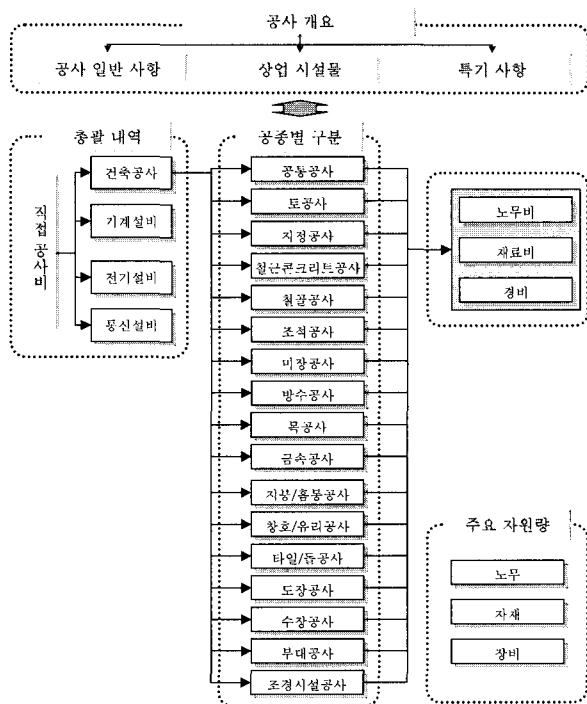 공사 개요
공사 일반 사항
상업 시설물
특기 사항
총괄 내역
직접 공사비
건축공사
기계설비
전기설비
통신설비
공종별 구분
공통공사
토공사
지정공사
철근콘크리트공사
철골공사
조적공사
미장공사
방수공사
목공사
금속공사
지붕/홈통공사
창호/유리공사
타일/돌공사
도장공사
수장공사
부대공사
조경시설공사
노무비
재료비
경비
주요 자원량
노무
자재
장비